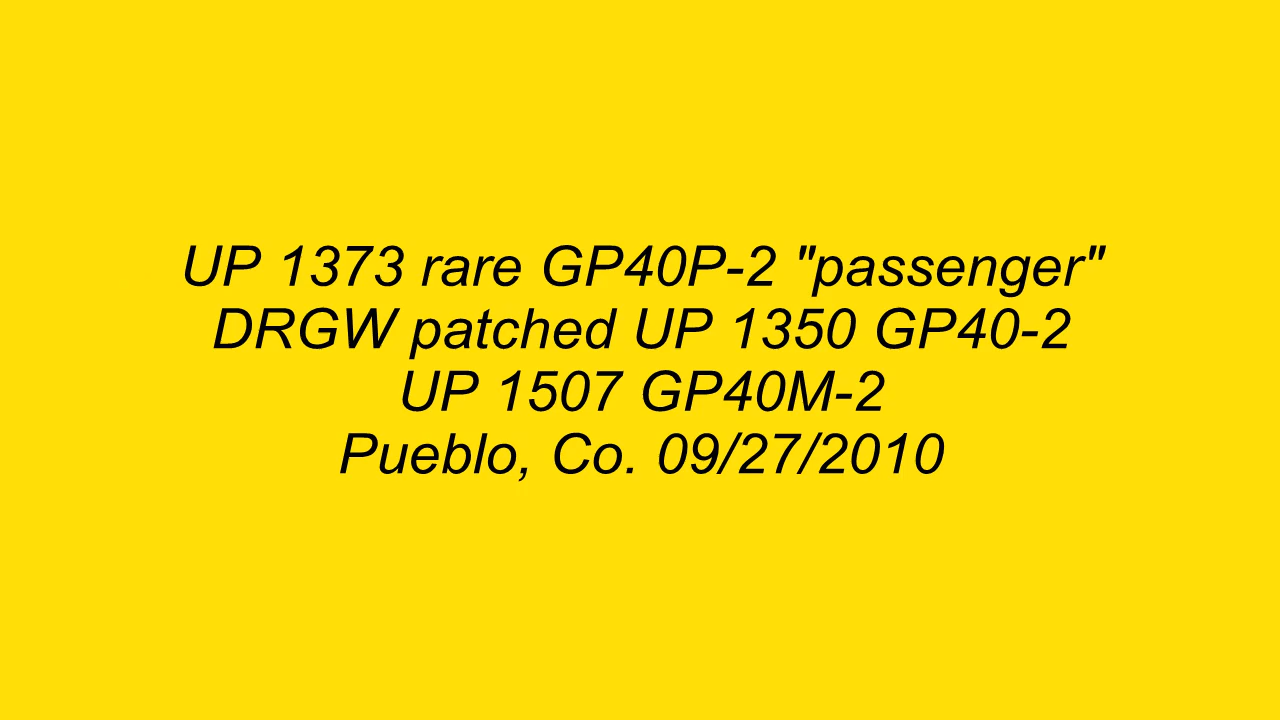 UP 1373 rare GP40P-2 "passenger"
DRGW patched UP 1350 GP40-2
UP 1507 GP40M-2
Pueblo, Co. 09/27/2010